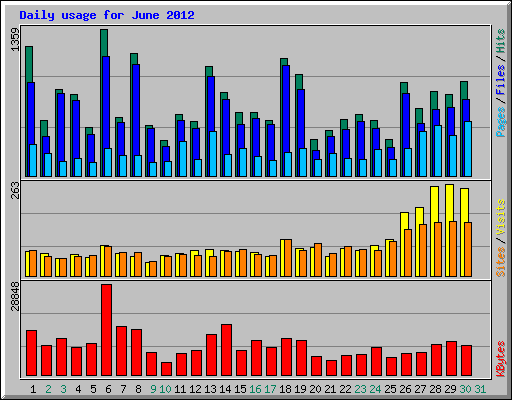 Daily usage for June 2012
1359
Pages / Files / Hits
263
Sites / Visits
28848
KBytes
1 2 3 4 5 6 7 8 9 10 11 12 13 14 15 16 17 18 19 20 21 22 23 24 25 26 27 28 29 30 31